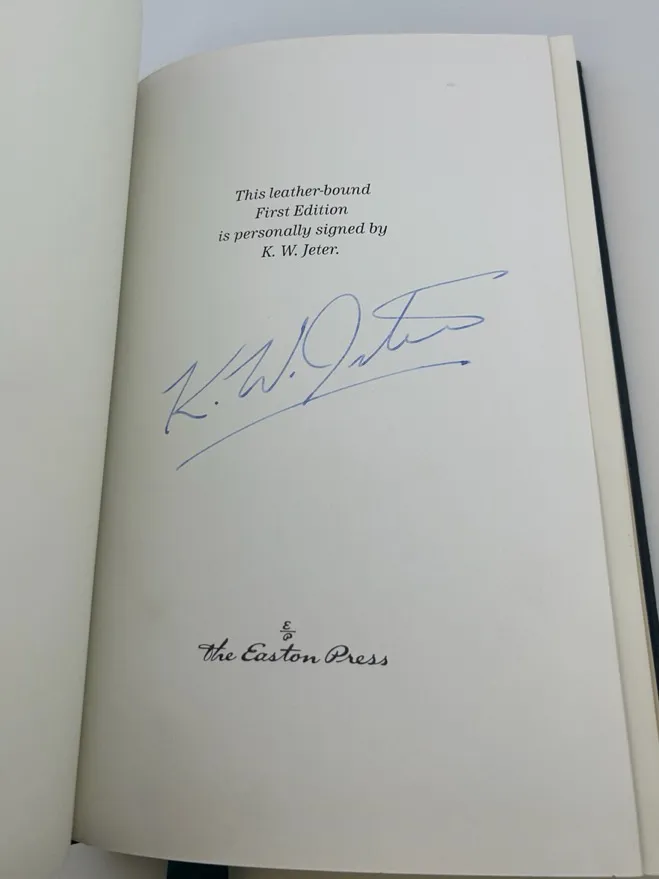 This leather-bound
First Edition
is personally signed by
K. W. Jeter.
K. W. Jeter
E
P
The Easton Press